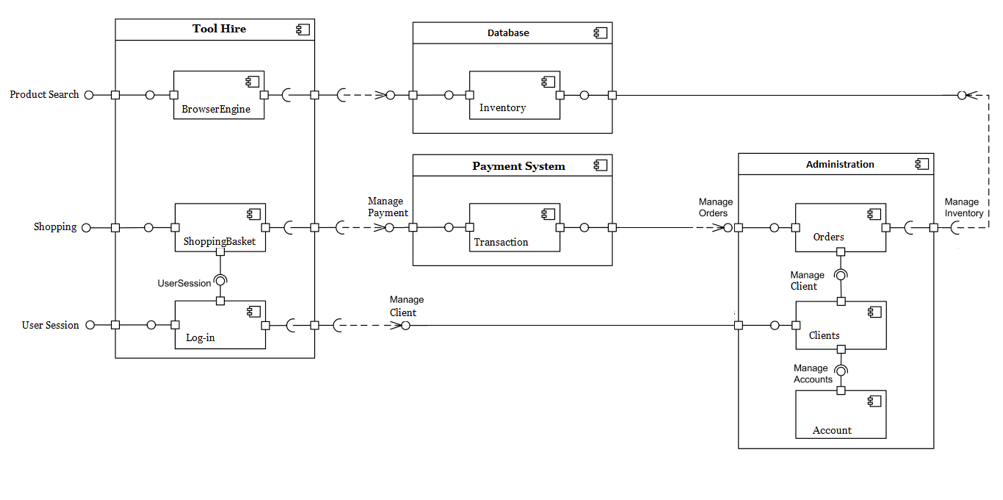 Tool Hire
Database
Product Search
BrowserEngine
Inventory
Payment System
Administration
Manage
Payment
Manage
Orders
Manage
Inventory
Shopping
ShoppingBasket
Transaction
Orders
UserSession
Manage
Client
User Session
Manage
Client
Log-in
Clients
Manage
Accounts
Account